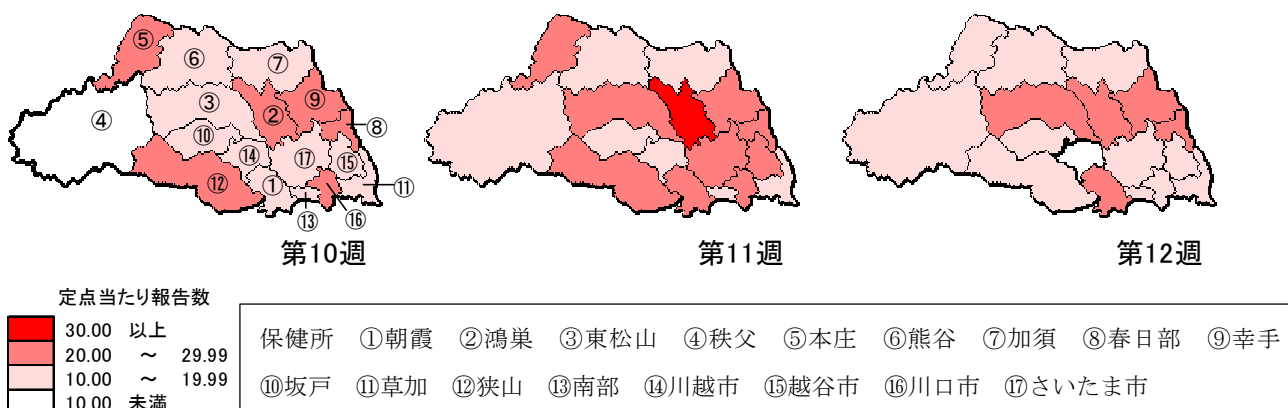 ⑤
⑥
⑦
④
③
②
⑨
⑧
⑩
⑭
⑰
⑮
⑫
①
⑪
⑬
⑯
第10週
第11週
第12週
定点当たり報告数
30.00 以上
20.00 ～ 29.99
10.00 ～ 19.99
10.00 未満
保健所 ①朝霞 ②鴻巣 ③東松山 ④秩父 ⑤本庄 ⑥熊谷 ⑦加須 ⑧春日部 ⑨幸手
⑩坂戸 ⑪草加 ⑫狭山 ⑬南部 ⑭川越市 ⑮越谷市 ⑯川口市 ⑰さいたま市